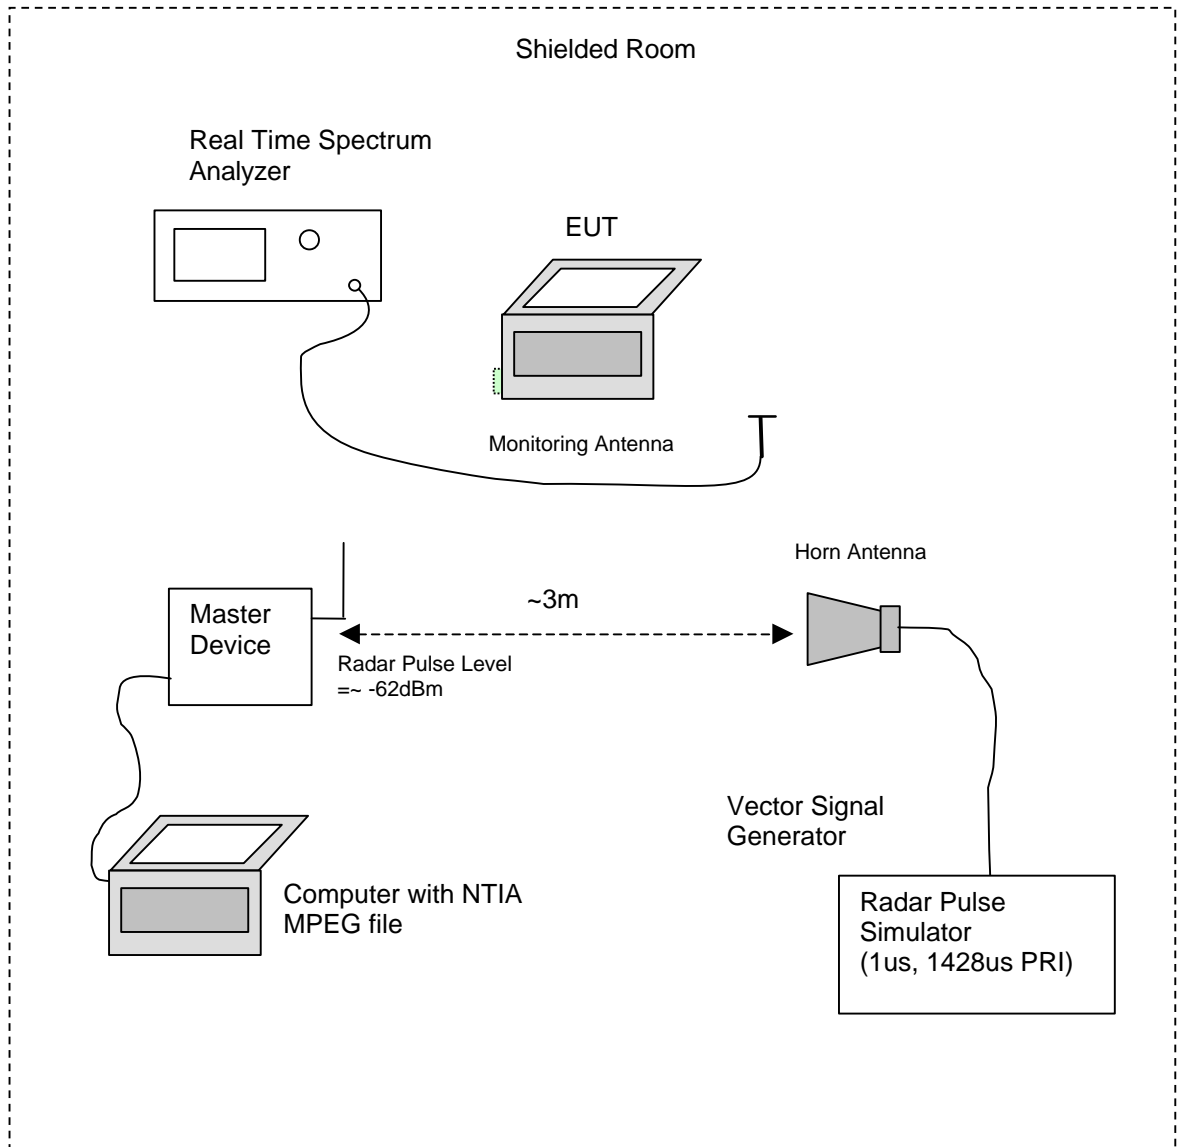 Shielded Room
Real Time Spectrum
Analyzer
EUT
Monitoring Antenna
Horn Antenna
~3m
Master
Device
Radar Pulse Level
=~ -62dBm
Vector Signal
Generator
Computer with NTIA
MPEG file
Radar Pulse
Simulator
(1us, 1428us PRI)